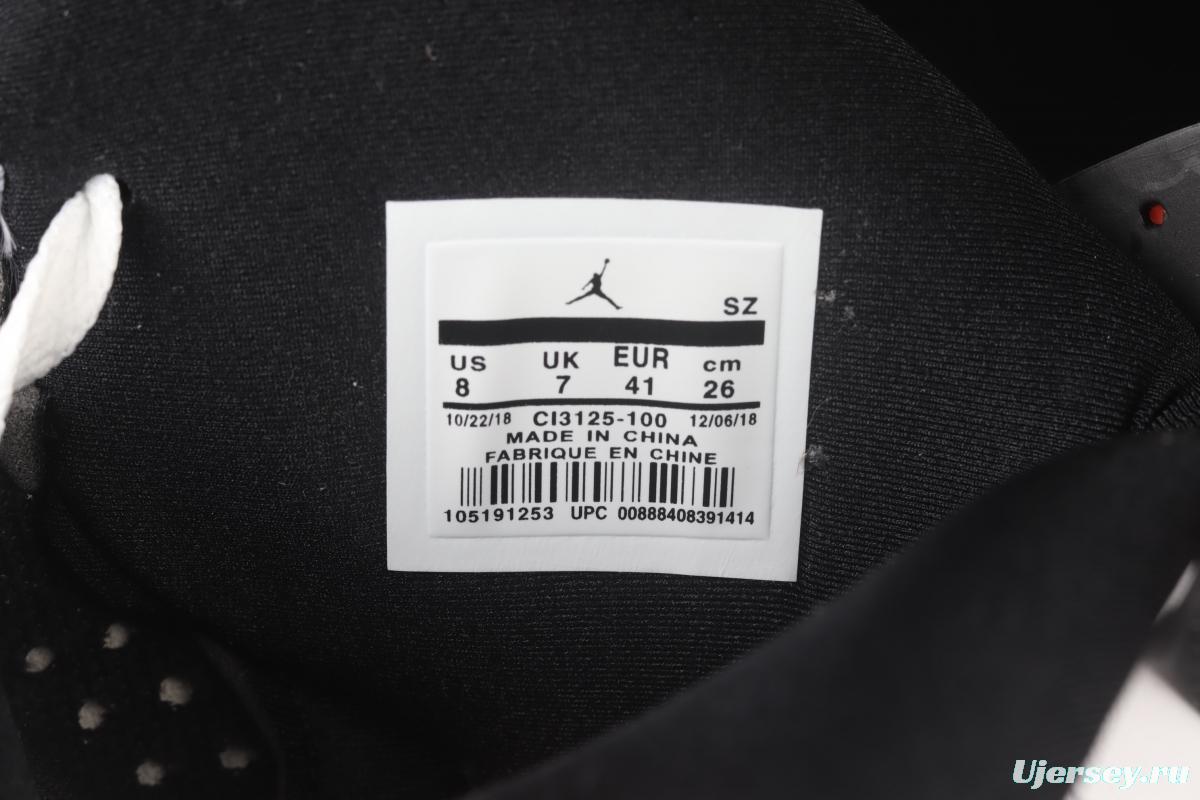 SZ
US UK EUR cm
8 7 41 26
10/22/18 CI3125-100 12/06/18
MADE IN CHINA
FABRIQUE EN CHINE
105191253 UPC 00888408391414
Ujersey.ru